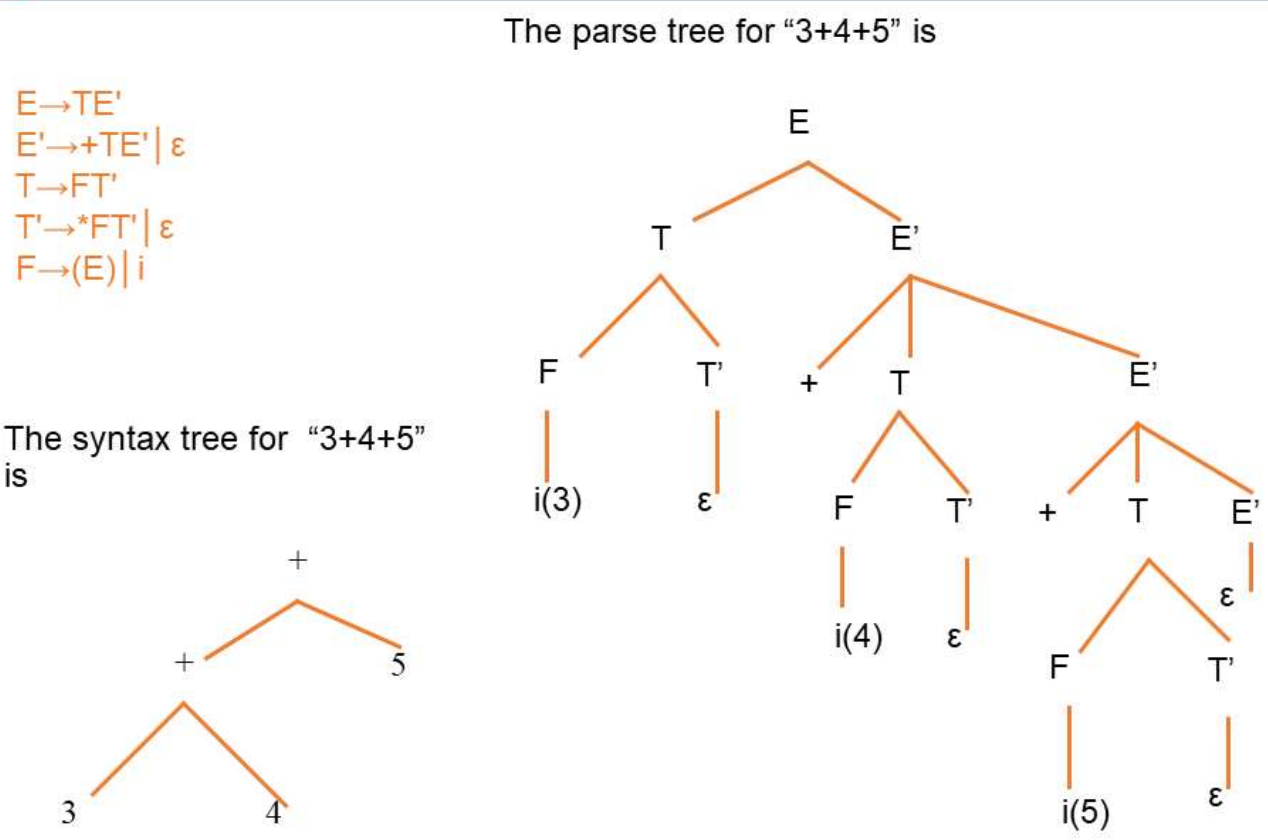 The parse tree for “3+4+5” is
E→TE'
E'→+TE'│ε
T→FT'
T'→*FT'│ε
F→(E)│i
E
T E’
F T’ + T E’
i(3) ε F T’ + T E’
i(4) ε ε
F T’
i(5) ε
The syntax tree for “3+4+5”
is
+
+ 5
3 4